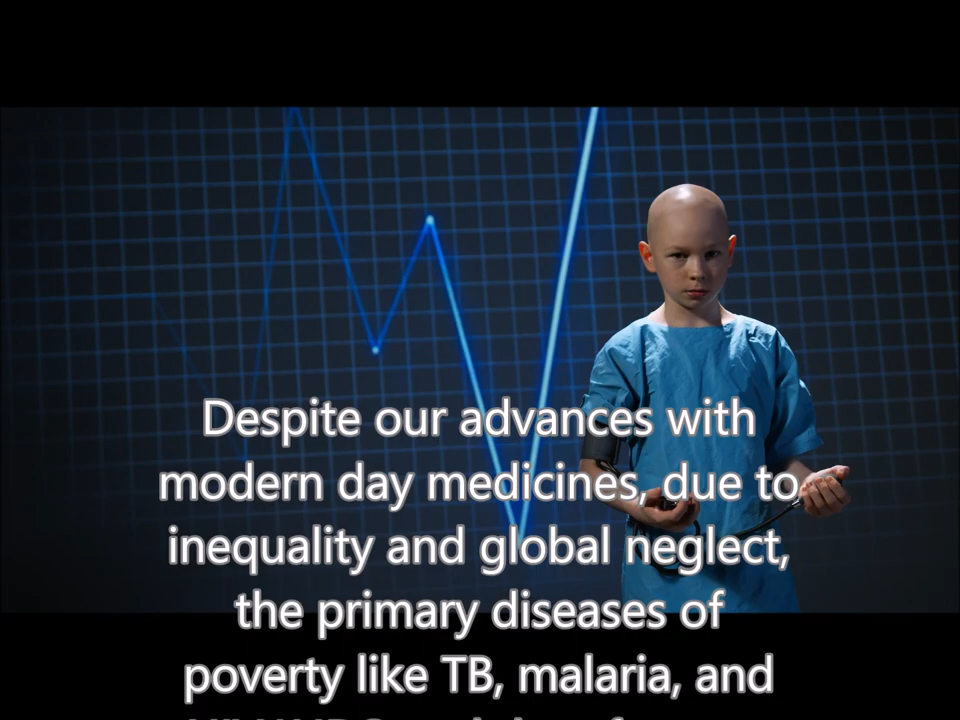 Despite our advances with
modern day medicines, due to
inequality and global neglect,
the primary diseases of
poverty like TB, malaria, and